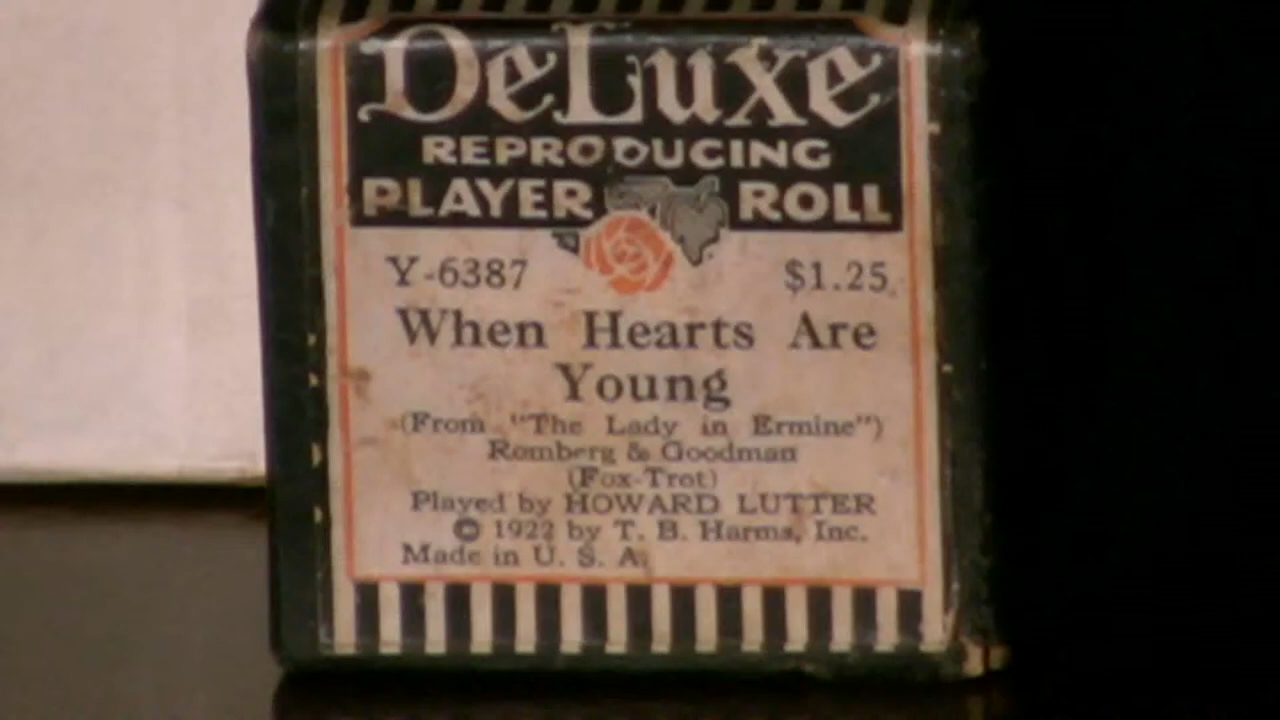 DeLuxe
REPRODUCING
PLAYER ROLL
Y-6387 $1.25
When Hearts Are
Young
(From "The Lady in Ermine")
Romberg & Goodman
(Fox-Trot)
Played by HOWARD LUTTER
© 1922 by T. B. Harms, Inc.
Made in U. S. A.